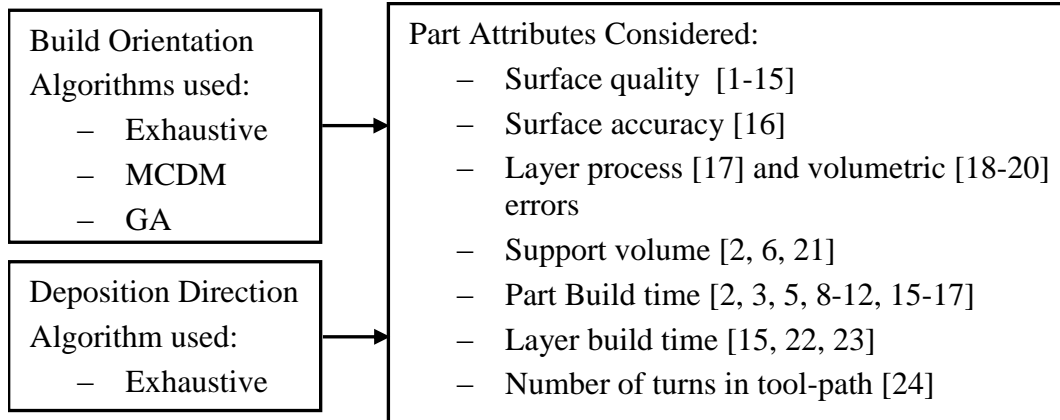 Build Orientation
Algorithms used:
– Exhaustive
– MCDM
– GA
Deposition Direction
Algorithm used:
– Exhaustive
Part Attributes Considered:
– Surface quality [1-15]
– Surface accuracy [16]
– Layer process [17] and volumetric [18-20]
errors
– Support volume [2, 6, 21]
– Part Build time [2, 3, 5, 8-12, 15-17]
– Layer build time [15, 22, 23]
– Number of turns in tool-path [24]